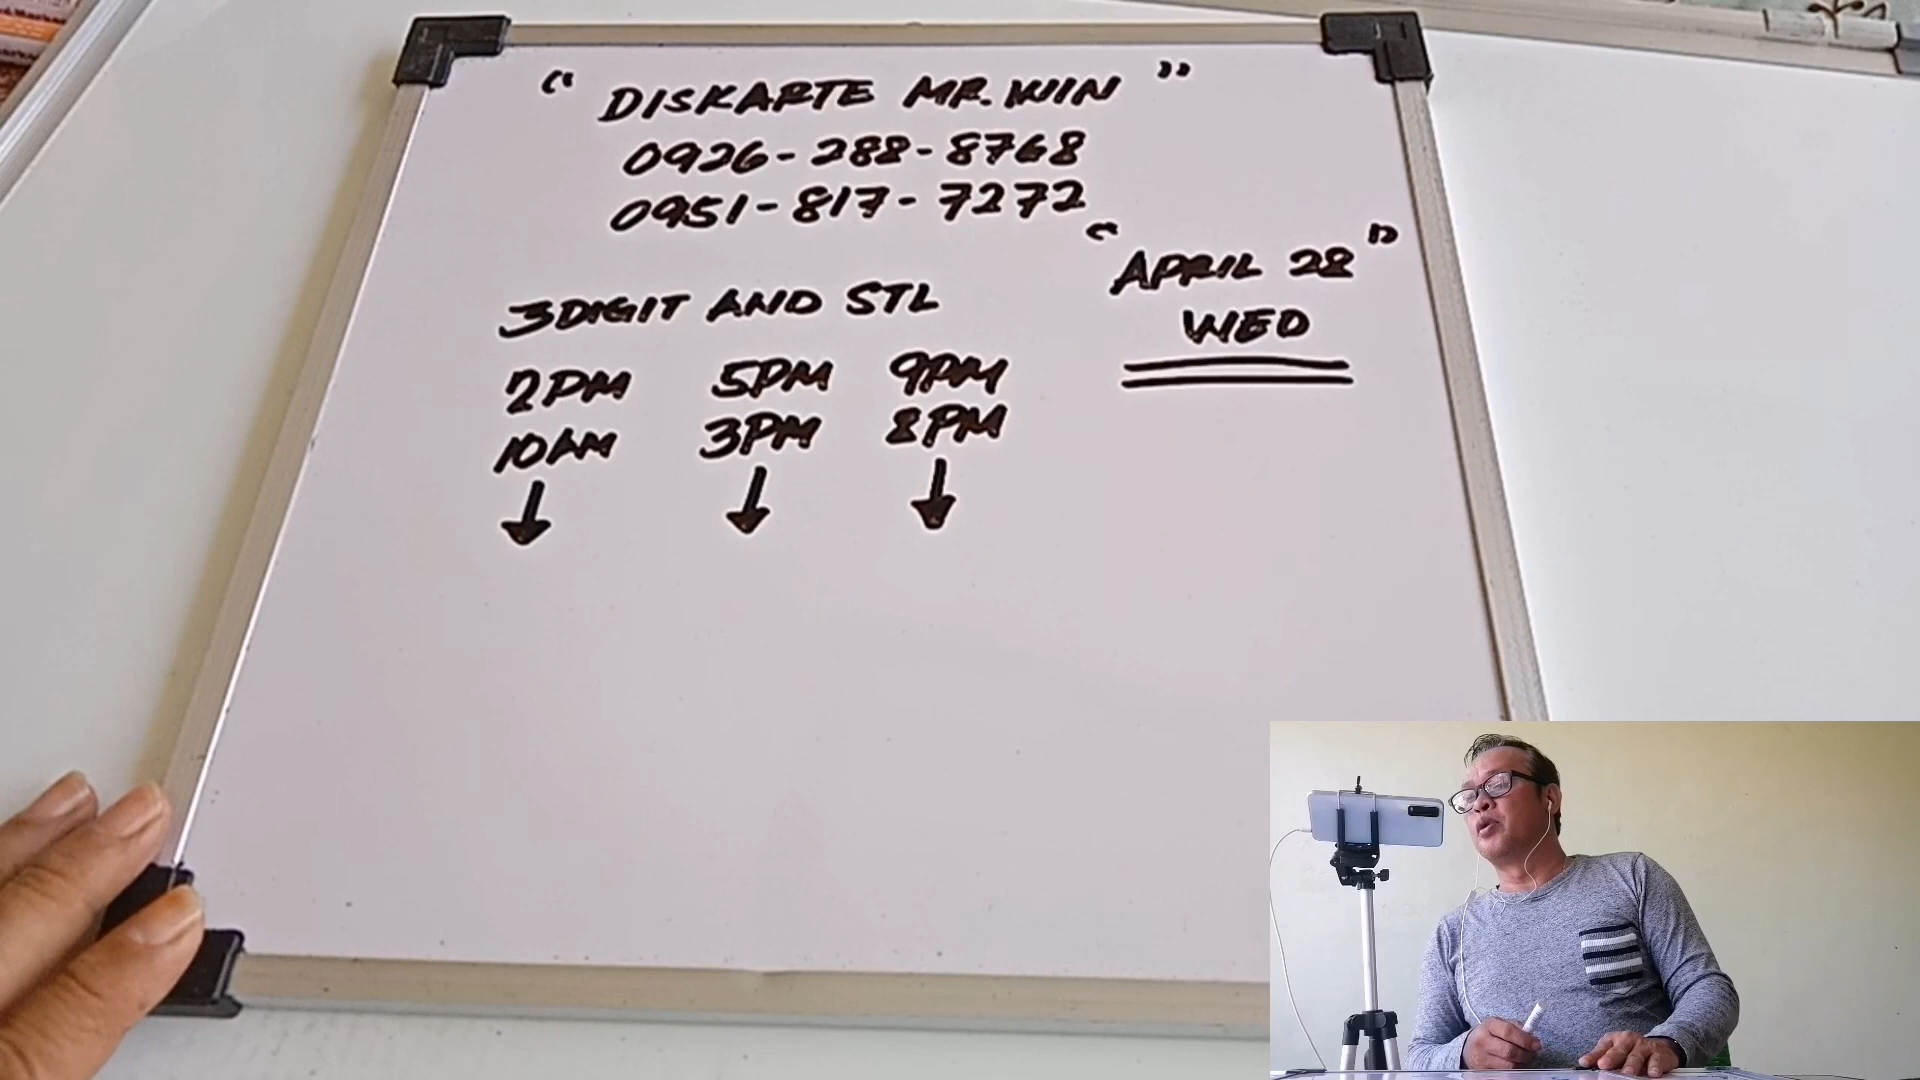 " DISKARTE MR. WIN "
0926-288-8768
0951-817-7272
" APRIL 28 "
WED
3DIGIT AND STL
2PM 5PM 9PM
10AM 3PM 8PM